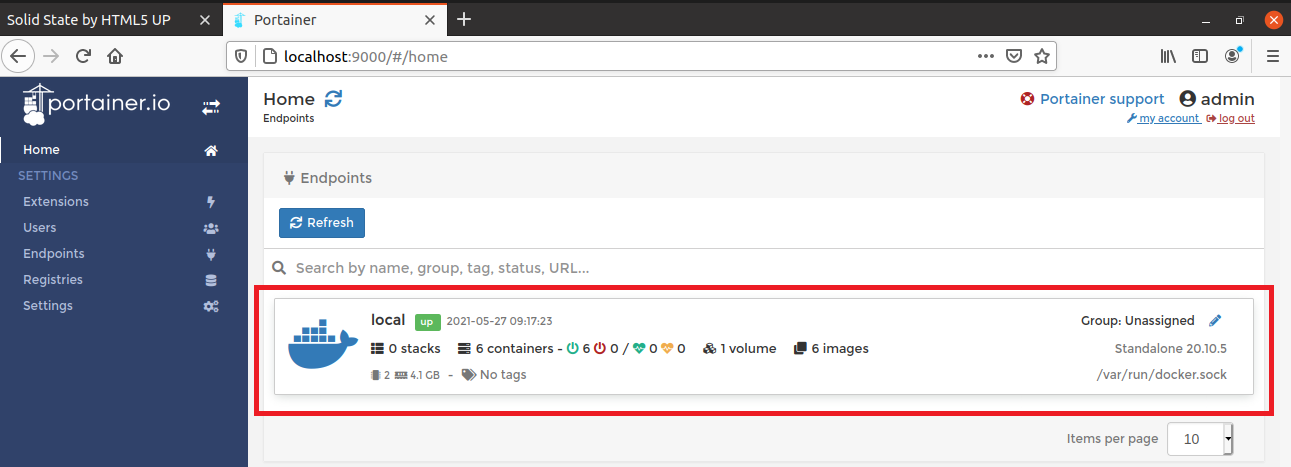 Solid State by HTML5 UP
Portainer
localhost:9000/#/home
portainer.io
Home
Portainer support
admin
Endpoints
my account
log out
Home
SETTINGS
Extensions
Users
Endpoints
Registries
Settings
Endpoints
Refresh
Search by name, group, tag, status, URL...
local up 2021-05-27 09:17:23
Group: Unassigned
0 stacks 6 containers - 6 0 / 0 0 1 volume 6 images
Standalone 20.10.5
2 4.1 GB - No tags
/var/run/docker.sock
Items per page 10